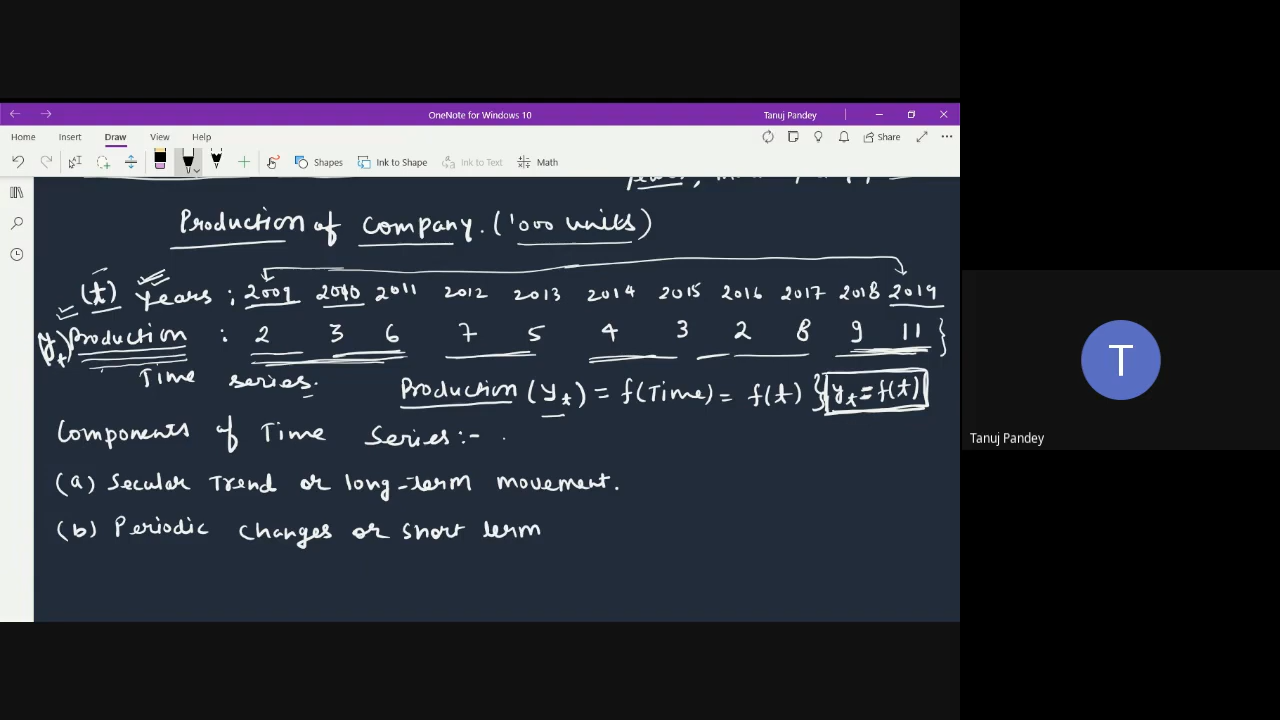 OneNote for Windows 10
Tanuj Pandey
Home Insert Draw View Help
Share
Shapes Ink to Shape Ink to Text Math
Production of Company. ('000 units)
(t) Years : 2009 2010 2011 2012 2013 2014 2015 2016 2017 2018 2019
yt) Production : 2 3 6 7 5 4 3 2 8 9 11 }
Time series.
Production (yt) = f(Time) = f(t) } yt = f(t)
Components of Time Series :-
(a) Secular Trend or long-term movement.
(b) Periodic Changes or Short term
T
Tanuj Pandey